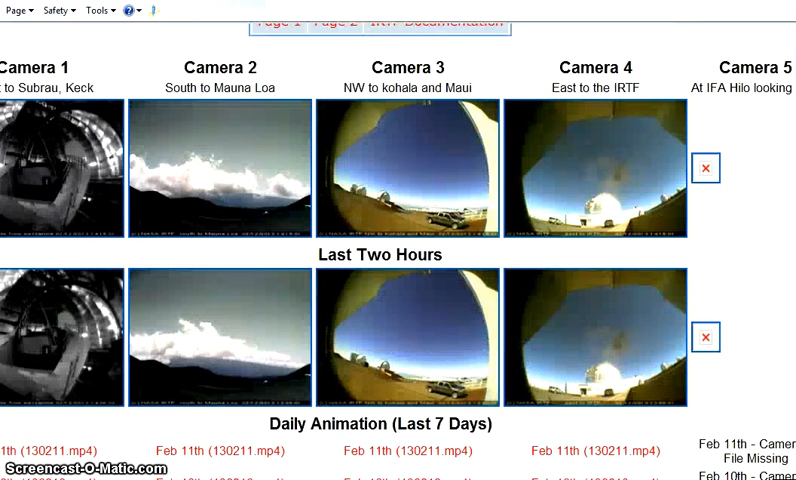 Page Safety Tools
Page 1 Page 2 IRTF Documentation
Camera 1 Camera 2 Camera 3 Camera 4 Camera 5
t to Subrau, Keck South to Mauna Loa NW to kohala and Maui East to the IRTF At IFA Hilo looking
Last Two Hours
Daily Animation (Last 7 Days)
1th (130211.mp4) Feb 11th (130211.mp4) Feb 11th (130211.mp4) Feb 11th (130211.mp4) Feb 11th - Camer
File Missing
Screencast-O-Matic.com
Feb 10th - Camer